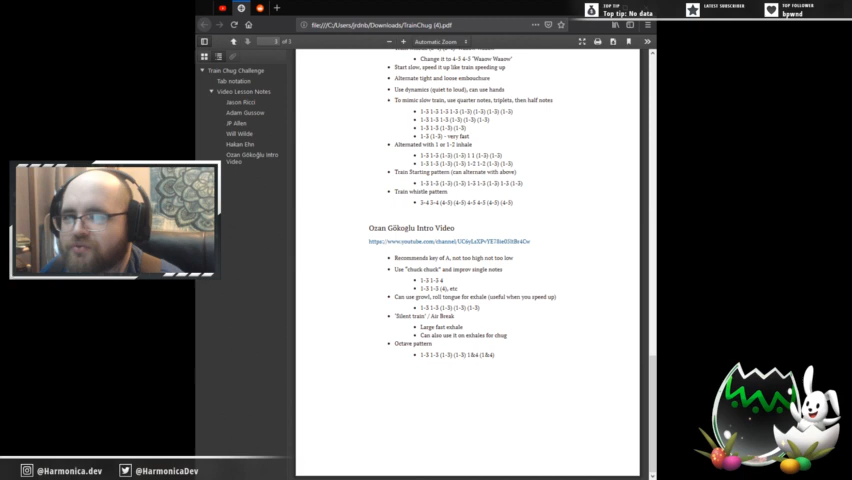 file:///C:/Users/jrdnb/Downloads/TrainChug (4).pdf
TOP TIP
Top tip: No data
LATEST SUBSCRIBER
TOP FOLLOWER
bpwnd
of 3
Automatic Zoom
Train Chug Challenge
Tab notation
Video Lesson Notes
Jason Ricci
Adam Gussow
JP Allen
Will Wilde
Hakan Ehn
Ozan Gökoğlu Intro
Video
Change it to 4-5 4-5 'Waaow Waaow'
Start slow, speed it up like train speeding up
Alternate tight and loose embouchure
Use dynamics (quiet to loud), can use hands
To mimic slow train, use quarter notes, triplets, then half notes
1-3 1-3 1-3 1-3 (1-3) (1-3) (1-3) (1-3)
1-3 1-3 1-3 (1-3) (1-3) (1-3)
1-3 1-3 (1-3) (1-3)
1-3 (1-3) - very fast
Alternated with 1 or 1-2 inhale
1-3 1-3 (1-3) (1-3) 1 1 (1-3) (1-3)
1-3 1-3 (1-3) (1-3) 1-2 1-2 (1-3) (1-3)
Train Starting pattern (can alternate with above)
1-3 1-3 (1-3) (1-3) 1-3 1-3 (1-3) 1-3 (1-3)
Train whistle pattern
3-4 3-4 (4-5) (4-5) 4-5 4-5 (4-5) (4-5)
Ozan Gökoğlu Intro Video
Recommends key of A, not too high not too low
Use "chuck chuck" and improv single notes
1-3 1-3 4
1-3 1-3 (4), etc
Can use growl, roll tongue for exhale (useful when you speed up)
1-3 1-3 (1-3) (1-3) (1-3)
'Silent train' / Air Break
Large fast exhale
Can also use it on exhales for chug
Octave pattern
1-3 1-3 (1-3) (1-3) 1&4 (1&4)
@Harmonica.dev
@HarmonicaDev